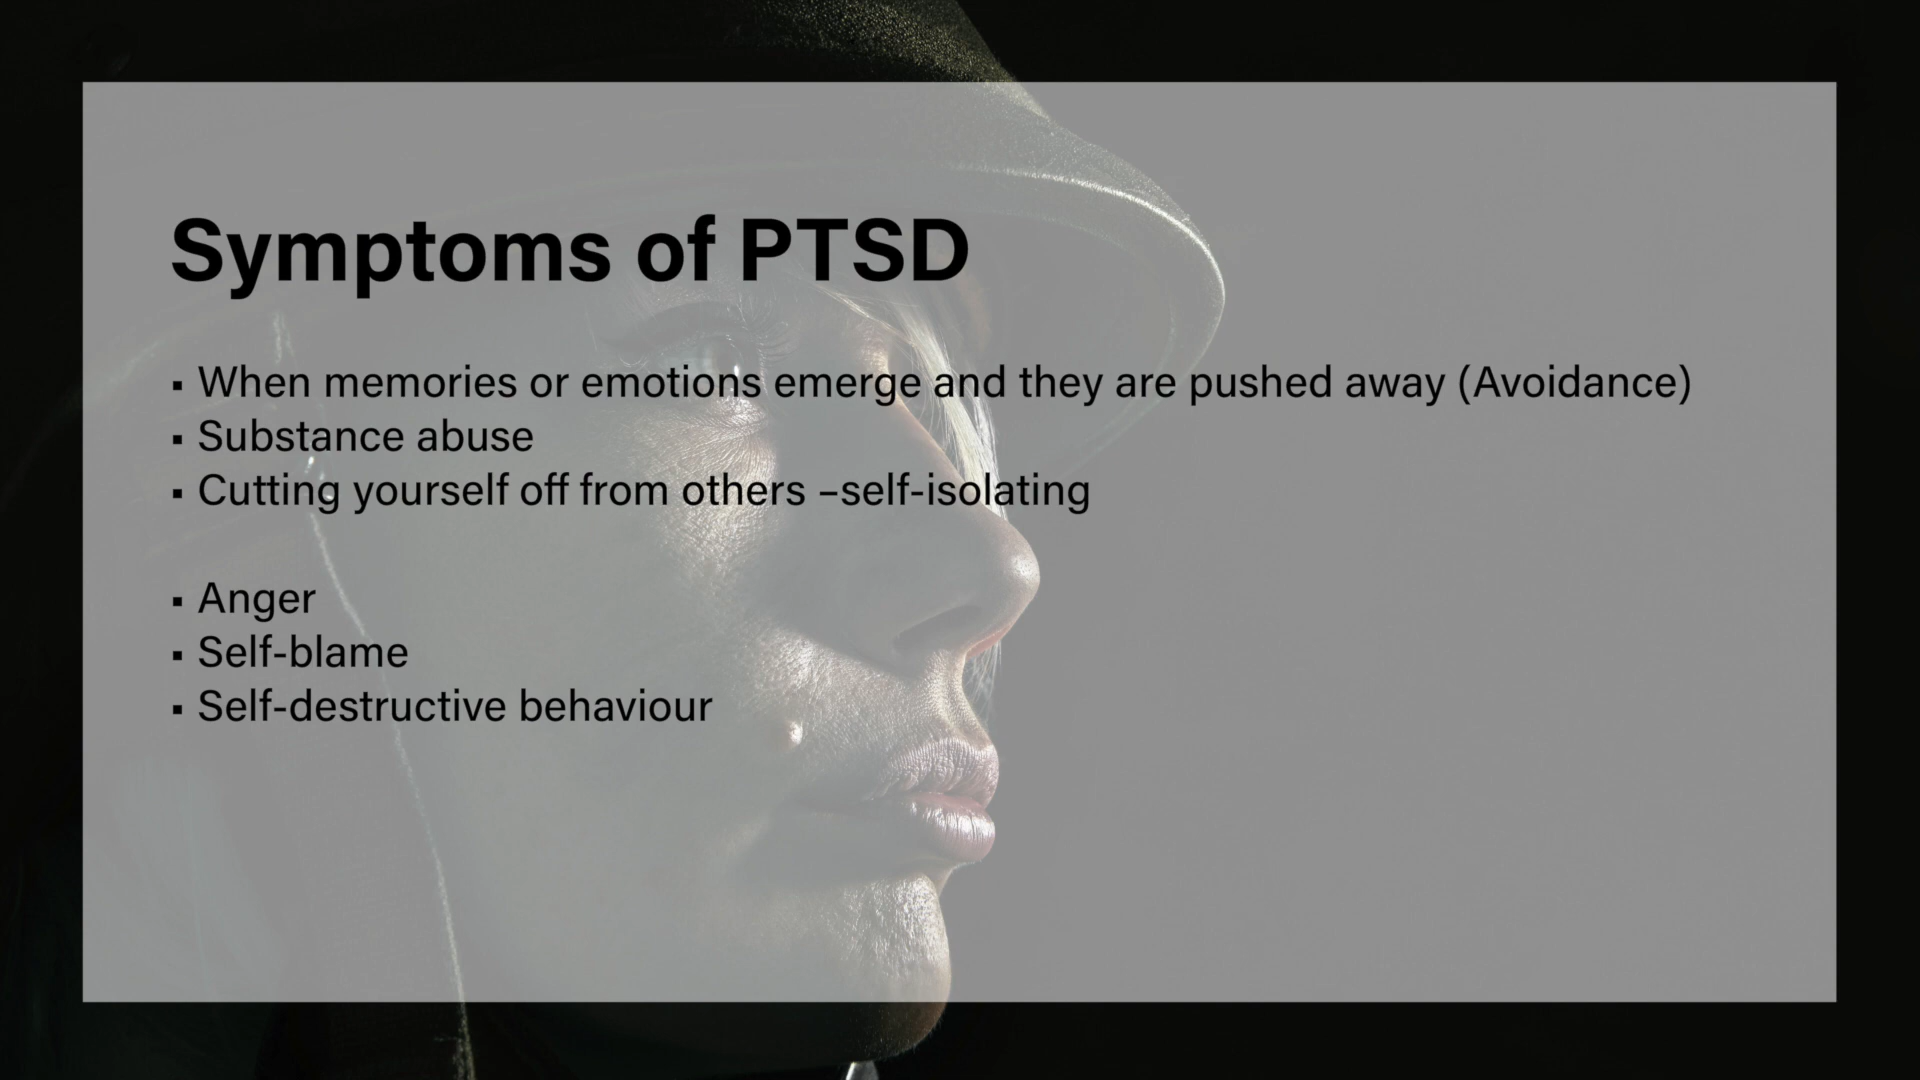 Symptoms of PTSD
▪ When memories or emotions emerge and they are pushed away (Avoidance)
▪ Substance abuse
▪ Cutting yourself off from others –self-isolating
▪ Anger
▪ Self-blame
▪ Self-destructive behaviour